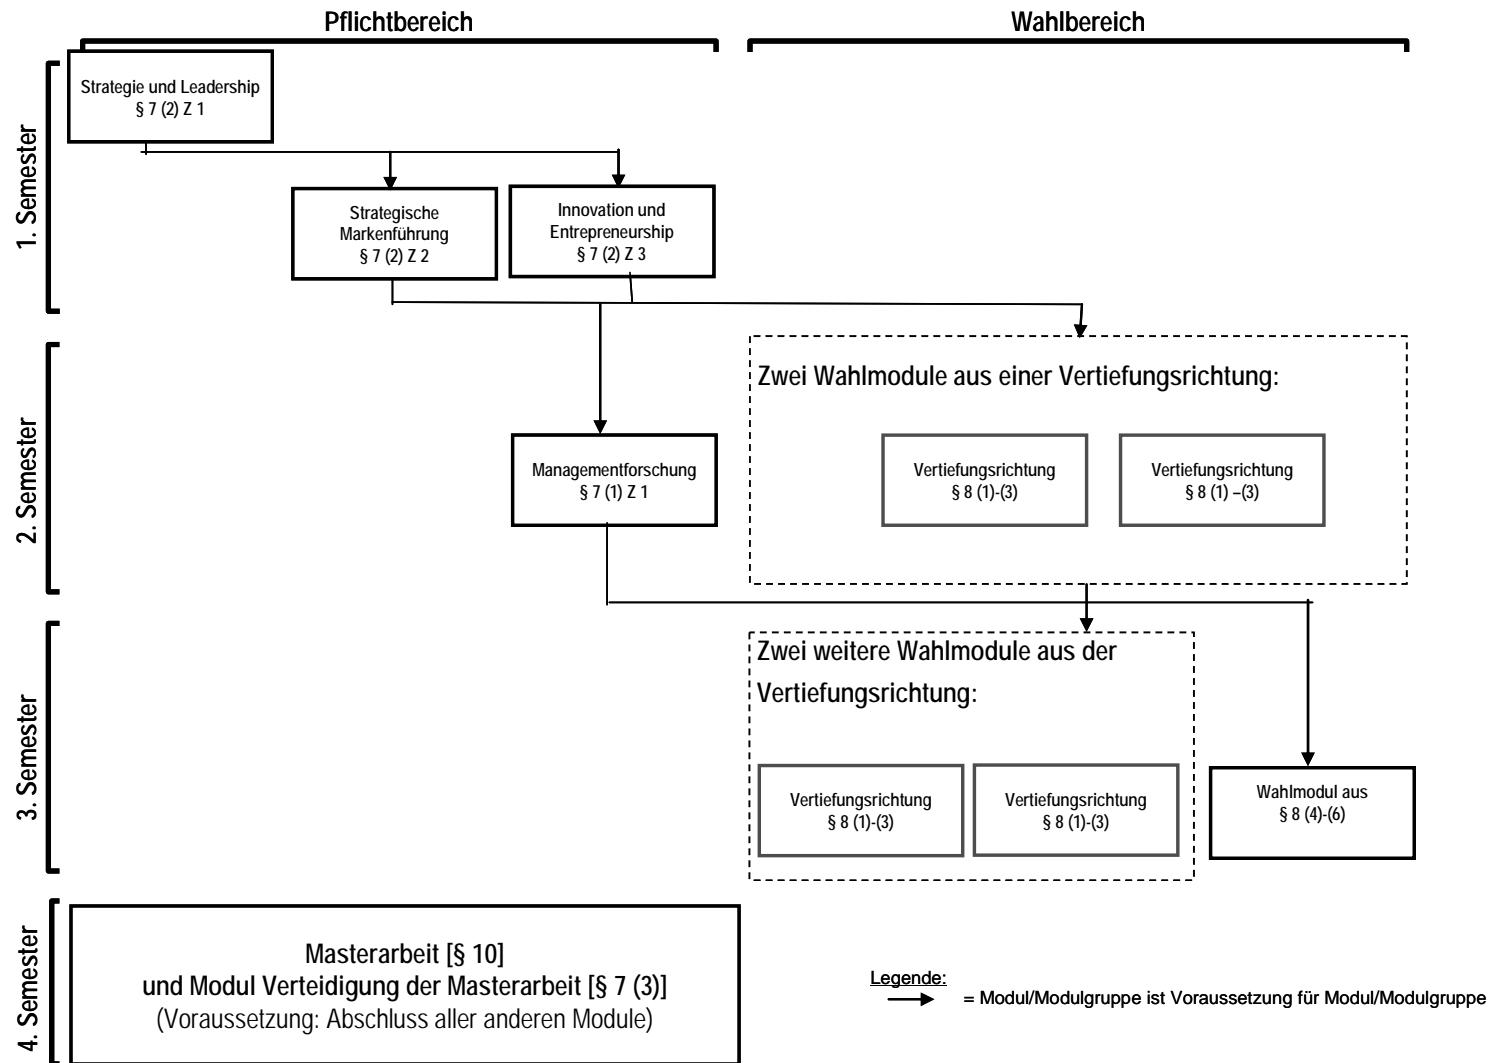 Pflichtbereich
Wahlbereich
1. Semester
Strategie und Leadership
§ 7 (2) Z 1
Strategische
Markenführung
§ 7 (2) Z 2
Innovation und
Entrepreneurship
§ 7 (2) Z 3
2. Semester
Zwei Wahlmodule aus einer Vertiefungsrichtung:
Managementforschung
§ 7 (1) Z 1
Vertiefungsrichtung
§ 8 (1)-(3)
Vertiefungsrichtung
§ 8 (1) –(3)
3. Semester
Zwei weitere Wahlmodule aus der
Vertiefungsrichtung:
Vertiefungsrichtung
§ 8 (1)-(3)
Vertiefungsrichtung
§ 8 (1)-(3)
Wahlmodul aus
§ 8 (4)-(6)
4. Semester
Masterarbeit [§ 10]
und Modul Verteidigung der Masterarbeit [§ 7 (3)]
(Voraussetzung: Abschluss aller anderen Module)
Legende:
= Modul/Modulgruppe ist Voraussetzung für Modul/Modulgruppe